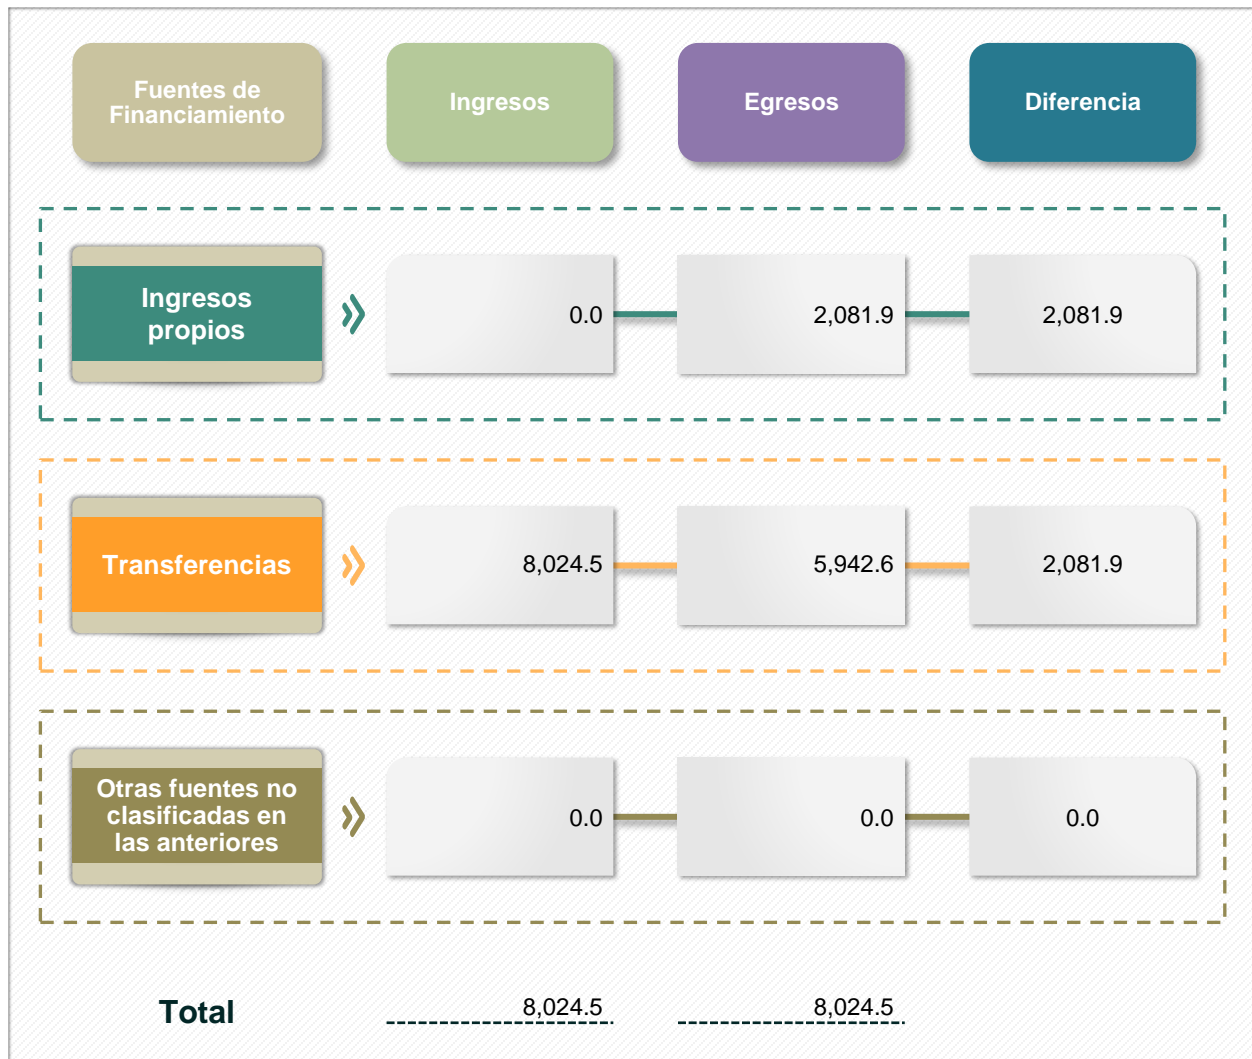 Fuentes de
Financiamiento
Ingresos
Egresos
Diferencia
Ingresos
propios
0.0
2,081.9
2,081.9
Transferencias
8,024.5
5,942.6
2,081.9
Otras fuentes no
clasificadas en
las anteriores
0.0
0.0
0.0
Total
8,024.5
8,024.5